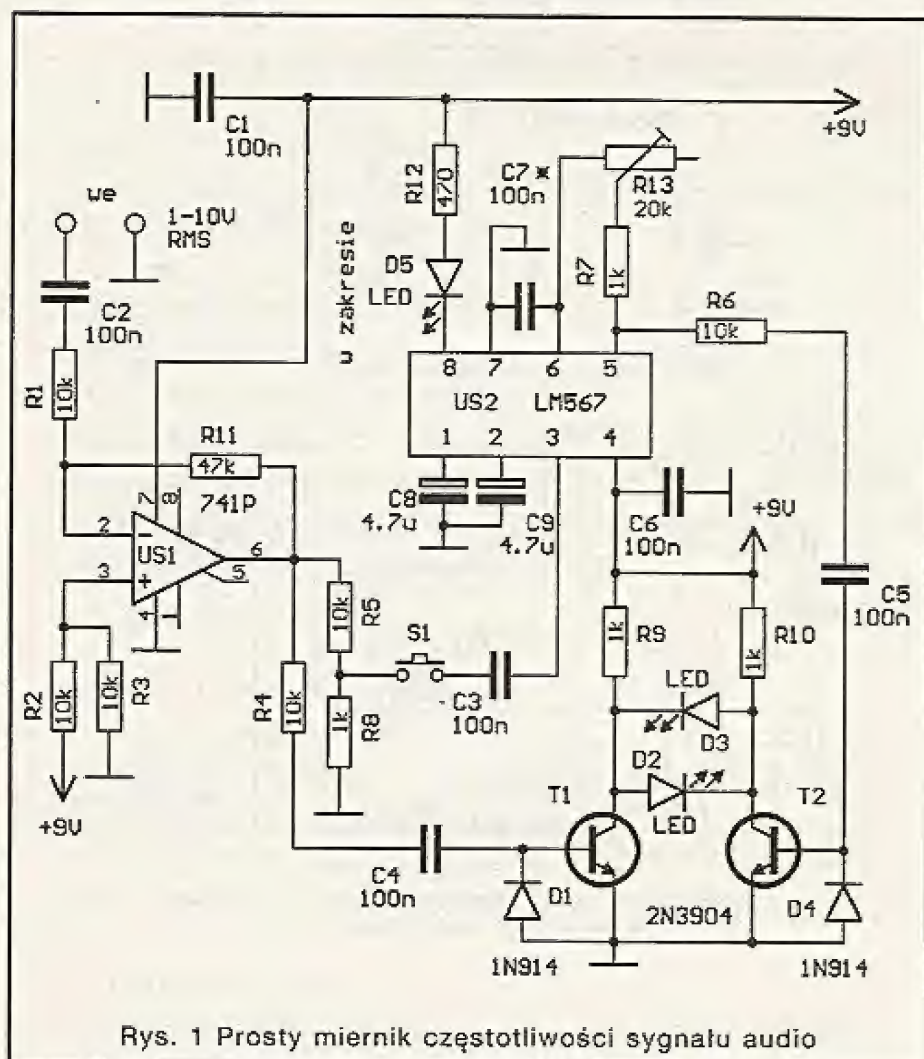 C1
100n
+9V
we
1-10V
RMS
C2
100n
R1
10k
R12
470
D5
LED
w zakresie
C7 *
100n
R13
20k
R7
1k
R6
10k
8 7 6 5
US2 LM567
1 2 3 4
R11
47k
741P
7
8
2
-
US1
6
3
+
5
4
1
C8
4.7u
C9
4.7u
C6
100n
+9V
C5
100n
R2
10k
10k
R3
+9V
R4
10k
10k
R5
1k
R8
S1
C3
100n
1k
R9
1k
R10
LED
D3
D2
LED
T1
T2
C4
100n
D1
1N914
2N3904
D4
1N914
Rys. 1 Prosty miernik częstotliwości sygnału audio